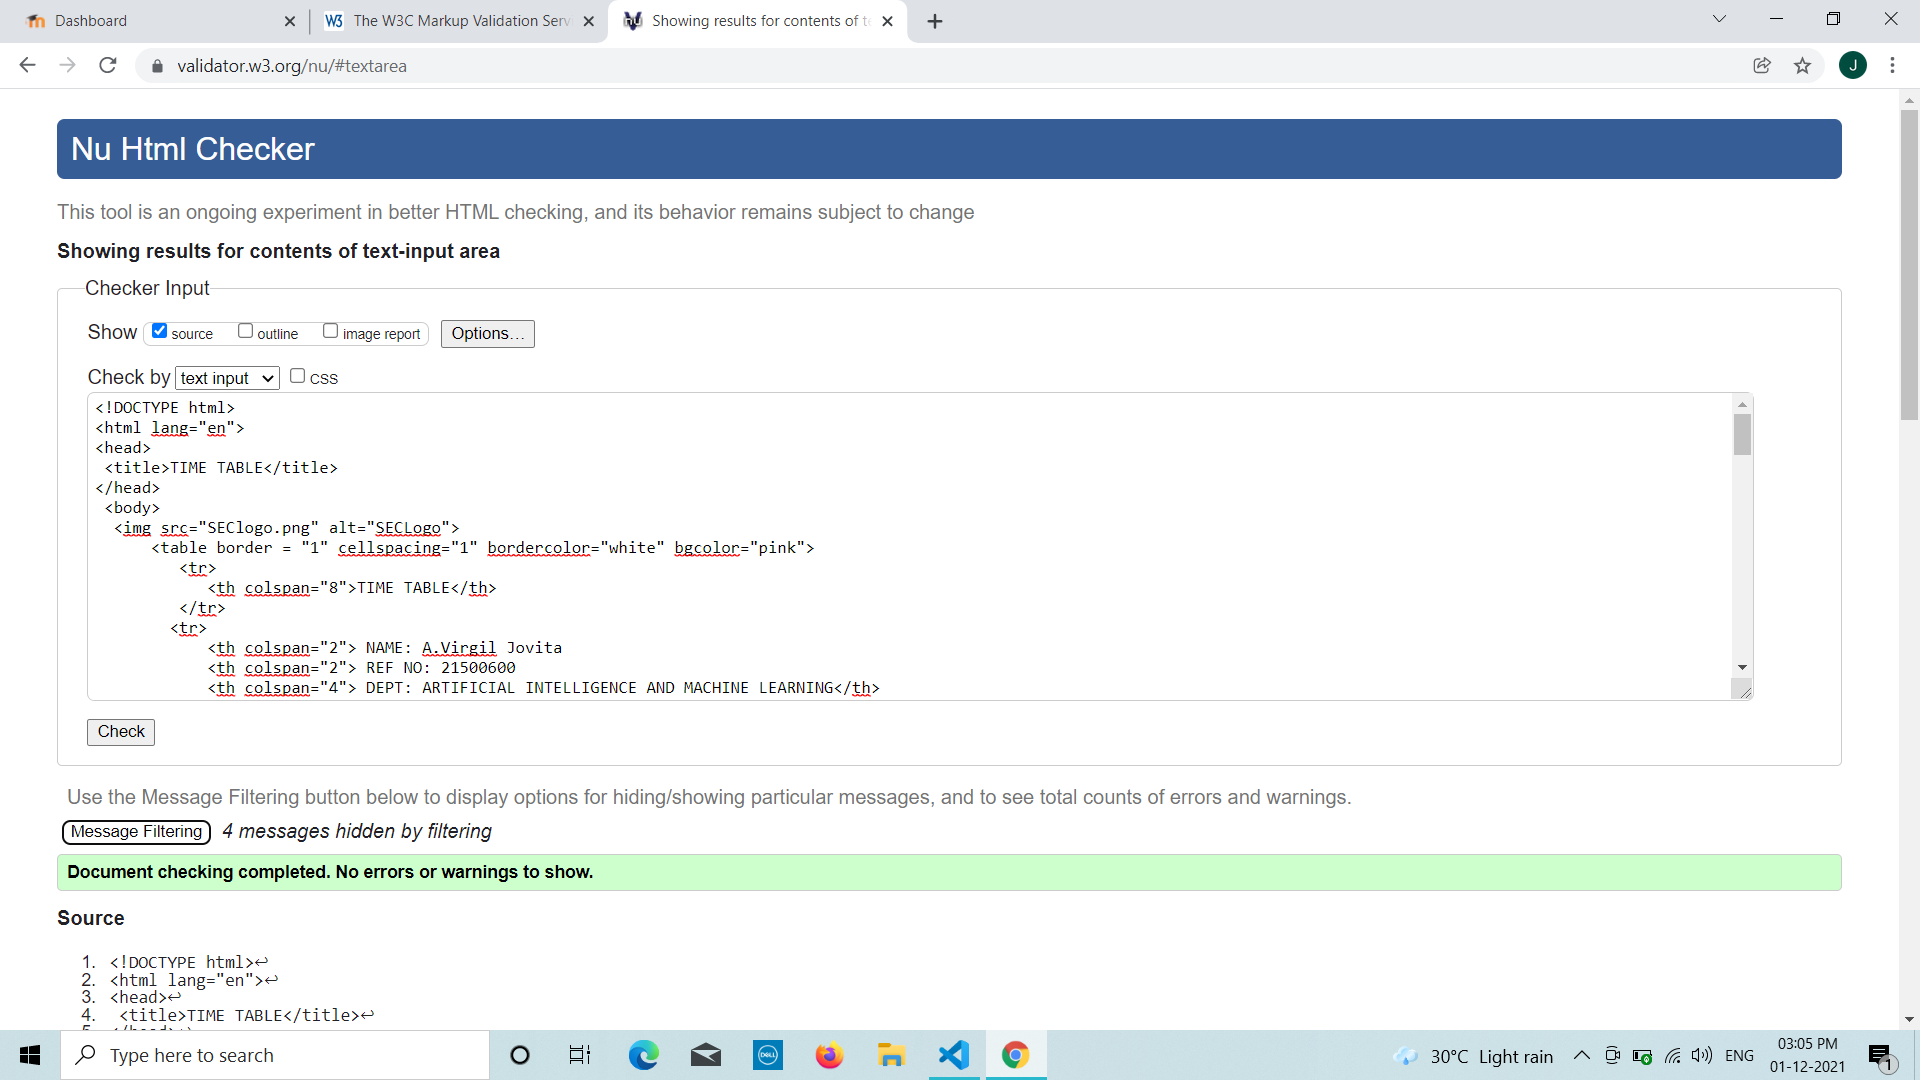 Dashboard
The W3C Markup Validation Serv
Showing results for contents of te
validator.w3.org/nu/#textarea
J
Nu Html Checker
This tool is an ongoing experiment in better HTML checking, and its behavior remains subject to change
Showing results for contents of text-input area
Checker Input
Show source outline image report Options...
Check by text input CSS
<!DOCTYPE html>
<html lang="en">
<head>
<title>TIME TABLE</title>
</head>
<body>
<img src="SEClogo.png" alt="SECLogo">
<table border = "1" cellspacing="1" bordercolor="white" bgcolor="pink">
<tr>
<th colspan="8">TIME TABLE</th>
</tr>
<tr>
<th colspan="2"> NAME: A.Virgil Jovita
<th colspan="2"> REF NO: 21500600
<th colspan="4"> DEPT: ARTIFICIAL INTELLIGENCE AND MACHINE LEARNING</th>
Check
Use the Message Filtering button below to display options for hiding/showing particular messages, and to see total counts of errors and warnings.
Message Filtering 4 messages hidden by filtering
Document checking completed. No errors or warnings to show.
Source
1. <!DOCTYPE html>↩
2. <html lang="en">↩
3. <head>↩
4. <title>TIME TABLE</title>↩
5. </head>↩
Type here to search
DELL
30°C Light rain
ENG
03:05 PM
01-12-2021
1